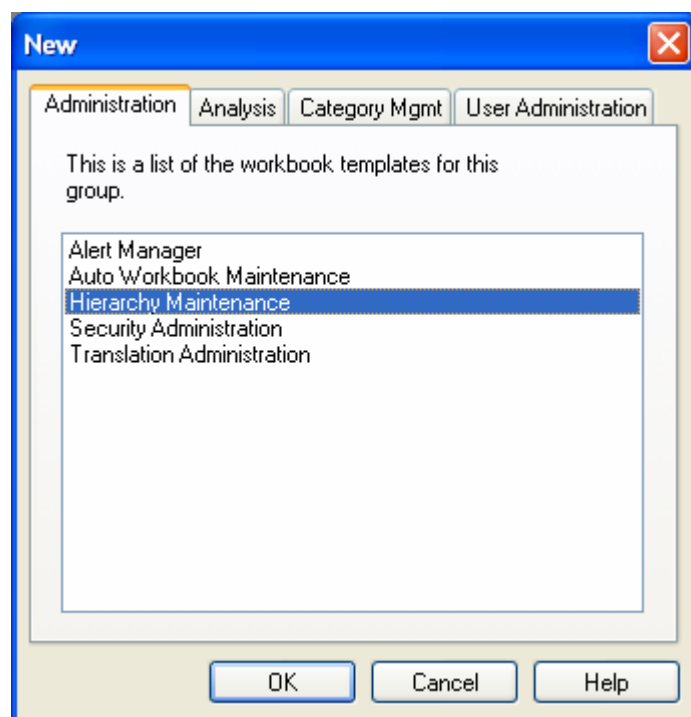 New
Administration Analysis Category Mgmt User Administration
This is a list of the workbook templates for this
group.
Alert Manager
Auto Workbook Maintenance
Hierarchy Maintenance
Security Administration
Translation Administration
OK Cancel Help